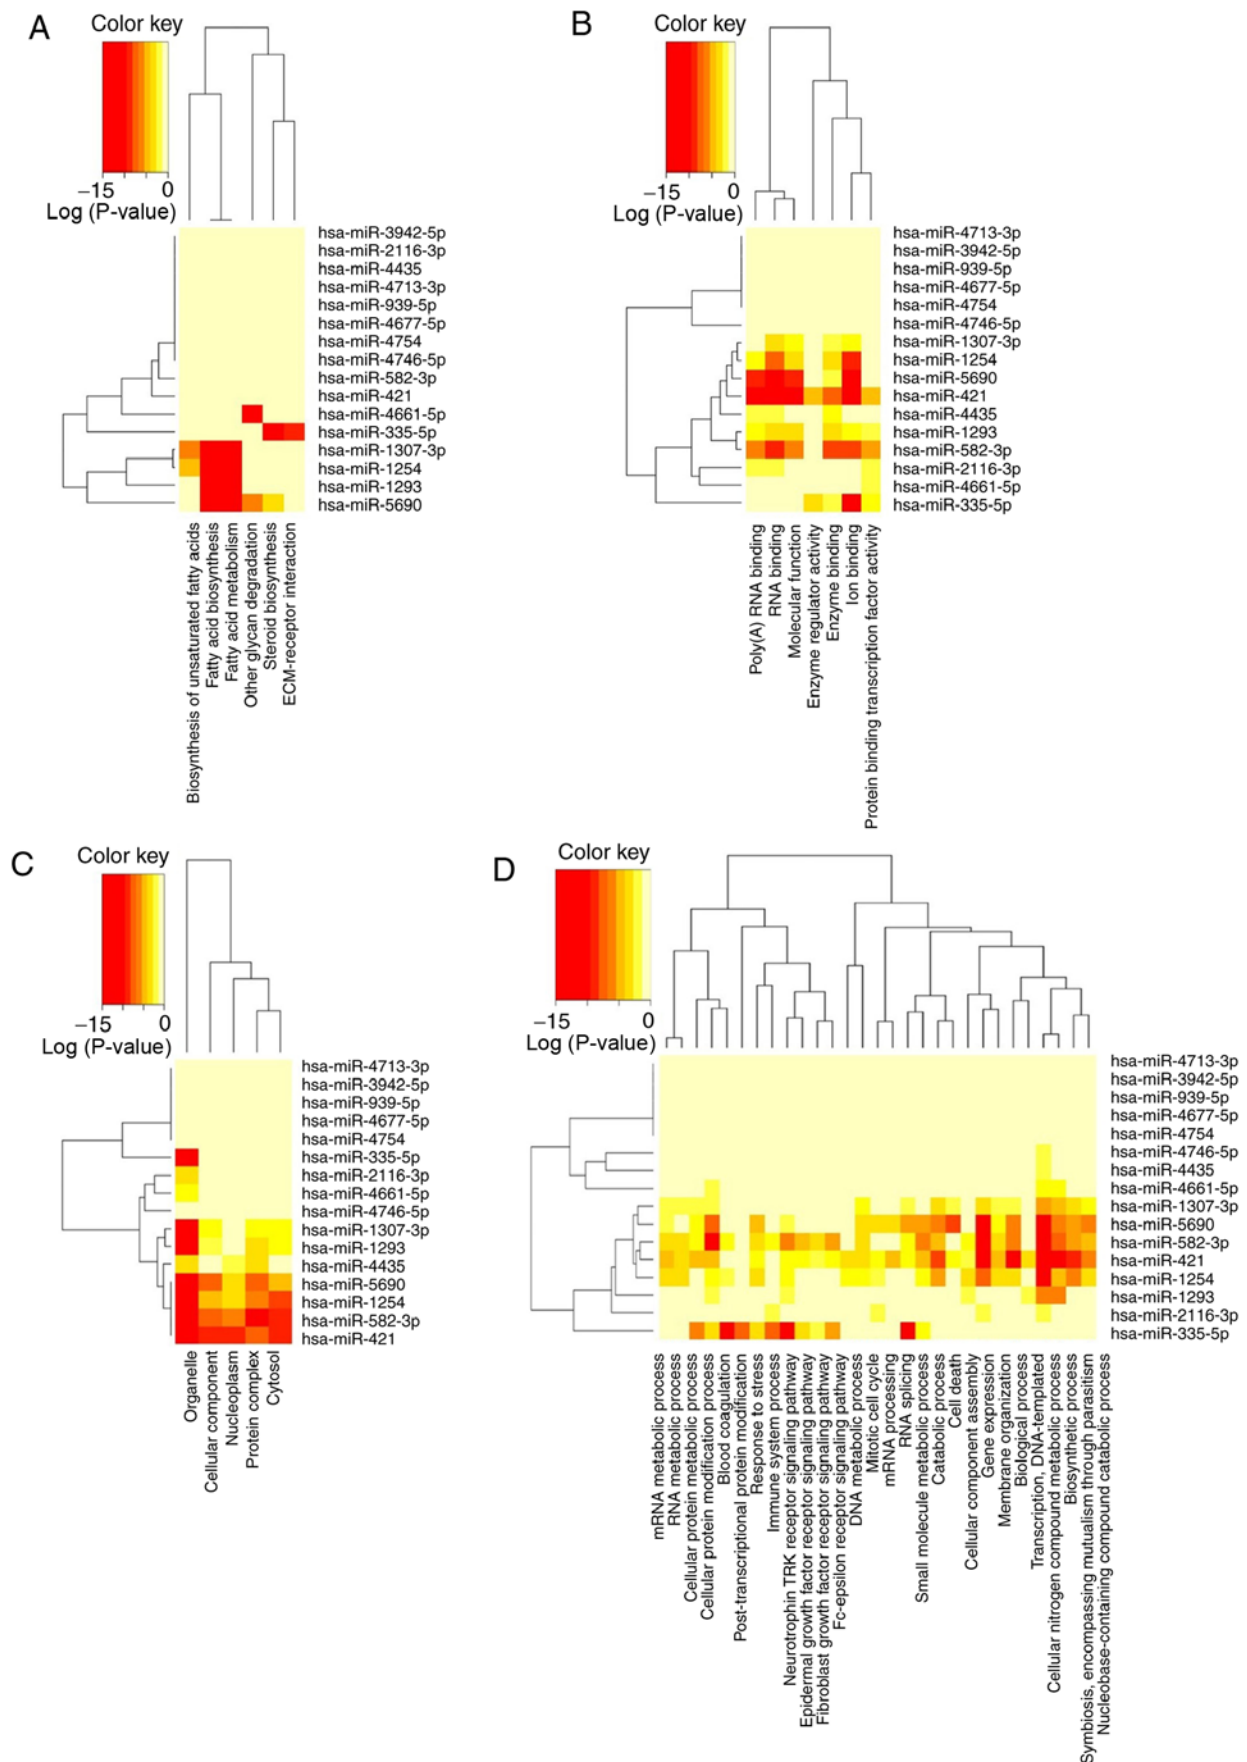 A
Color key
−15 0
Log (P-value)
hsa-miR-3942-5p
hsa-miR-2116-3p
hsa-miR-4435
hsa-miR-4713-3p
hsa-miR-939-5p
hsa-miR-4677-5p
hsa-miR-4754
hsa-miR-4746-5p
hsa-miR-582-3p
hsa-miR-421
hsa-miR-4661-5p
hsa-miR-335-5p
hsa-miR-1307-3p
hsa-miR-1254
hsa-miR-1293
hsa-miR-5690
Biosynthesis of unsaturated fatty acids
Fatty acid biosynthesis
Fatty acid metabolism
Other glycan degradation
Steroid biosynthesis
ECM-receptor interaction
B
Color key
−15 0
Log (P-value)
hsa-miR-4713-3p
hsa-miR-3942-5p
hsa-miR-939-5p
hsa-miR-4677-5p
hsa-miR-4754
hsa-miR-4746-5p
hsa-miR-1307-3p
hsa-miR-1254
hsa-miR-5690
hsa-miR-421
hsa-miR-4435
hsa-miR-1293
hsa-miR-582-3p
hsa-miR-2116-3p
hsa-miR-4661-5p
hsa-miR-335-5p
Poly(A) RNA binding
RNA binding
Molecular function
Enzyme regulator activity
Enzyme binding
Ion binding
Protein binding transcription factor activity
C
Color key
−15 0
Log (P-value)
hsa-miR-4713-3p
hsa-miR-3942-5p
hsa-miR-939-5p
hsa-miR-4677-5p
hsa-miR-4754
hsa-miR-335-5p
hsa-miR-2116-3p
hsa-miR-4661-5p
hsa-miR-4746-5p
hsa-miR-1307-3p
hsa-miR-1293
hsa-miR-4435
hsa-miR-5690
hsa-miR-1254
hsa-miR-582-3p
hsa-miR-421
Organelle
Cellular component
Nucleoplasm
Protein complex
Cytosol
D
Color key
−15 0
Log (P-value)
hsa-miR-4713-3p
hsa-miR-3942-5p
hsa-miR-939-5p
hsa-miR-4677-5p
hsa-miR-4754
hsa-miR-4746-5p
hsa-miR-4435
hsa-miR-4661-5p
hsa-miR-1307-3p
hsa-miR-5690
hsa-miR-582-3p
hsa-miR-421
hsa-miR-1254
hsa-miR-1293
hsa-miR-2116-3p
hsa-miR-335-5p
mRNA metabolic process
RNA metabolic process
Cellular protein metabolic process
Cellular protein modification process
Blood coagulation
Post-transcriptional protein modification
Response to stress
Immune system process
Neurotrophin TRK receptor signaling pathway
Epidermal growth factor receptor signaling pathway
Fibroblast growth factor receptor signaling pathway
Fc-epsilon receptor signaling pathway
DNA metabolic process
Mitotic cell cycle
mRNA processing
RNA splicing
Small molecule metabolic process
Catabolic process
Cell death
Cellular component assembly
Gene expression
Membrane organization
Biological process
Transcription, DNA-templated
Cellular nitrogen compound metabolic process
Biosynthetic process
Symbiosis, encompassing mutualism through parasitism
Nucleobase-containing compound catabolic process